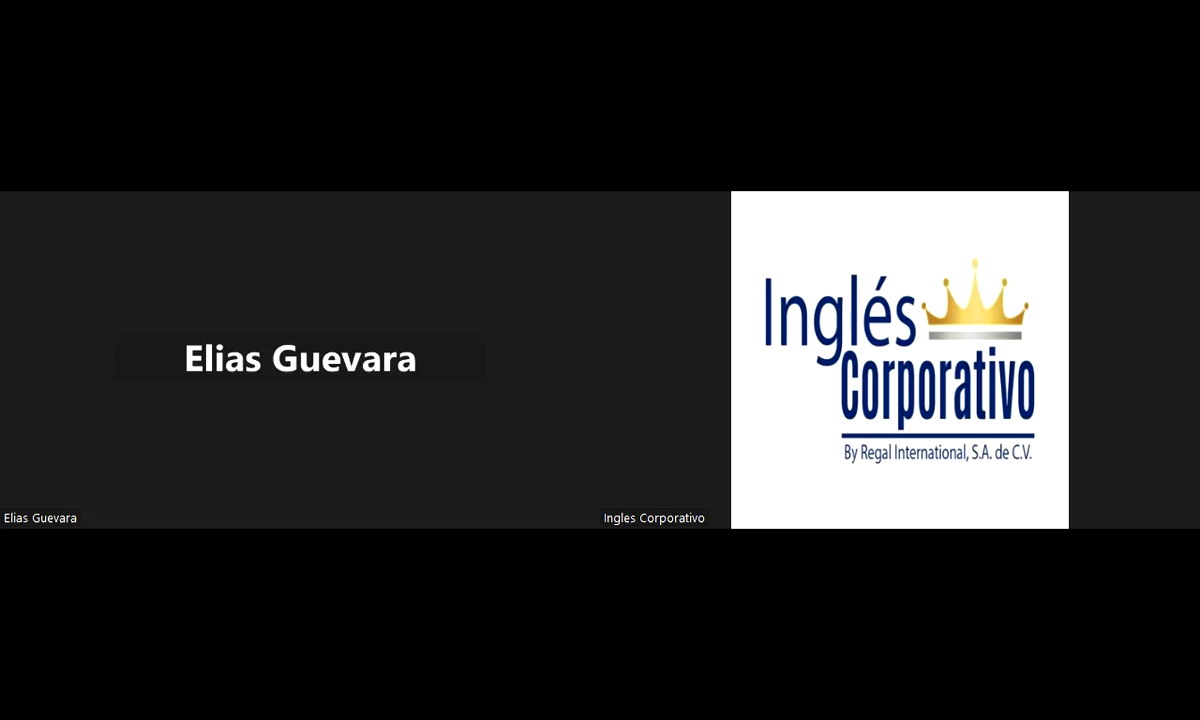 Elias Guevara
Inglés
Corporativo
By Regal International, S.A. de C.V.
Elias Guevara
Ingles Corporativo